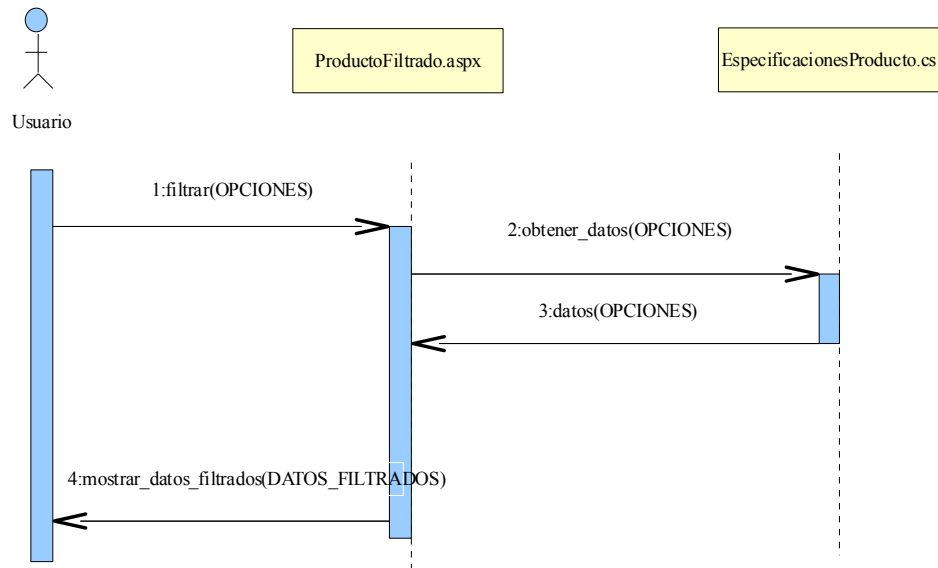 ProductoFiltrado.aspx
EspecificacionesProducto.cs
Usuario
1:filtrar(OPCIONES)
2:obtener_datos(OPCIONES)
3:datos(OPCIONES)
4:mostrar_datos_filtrados(DATOS_FILTRADOS)